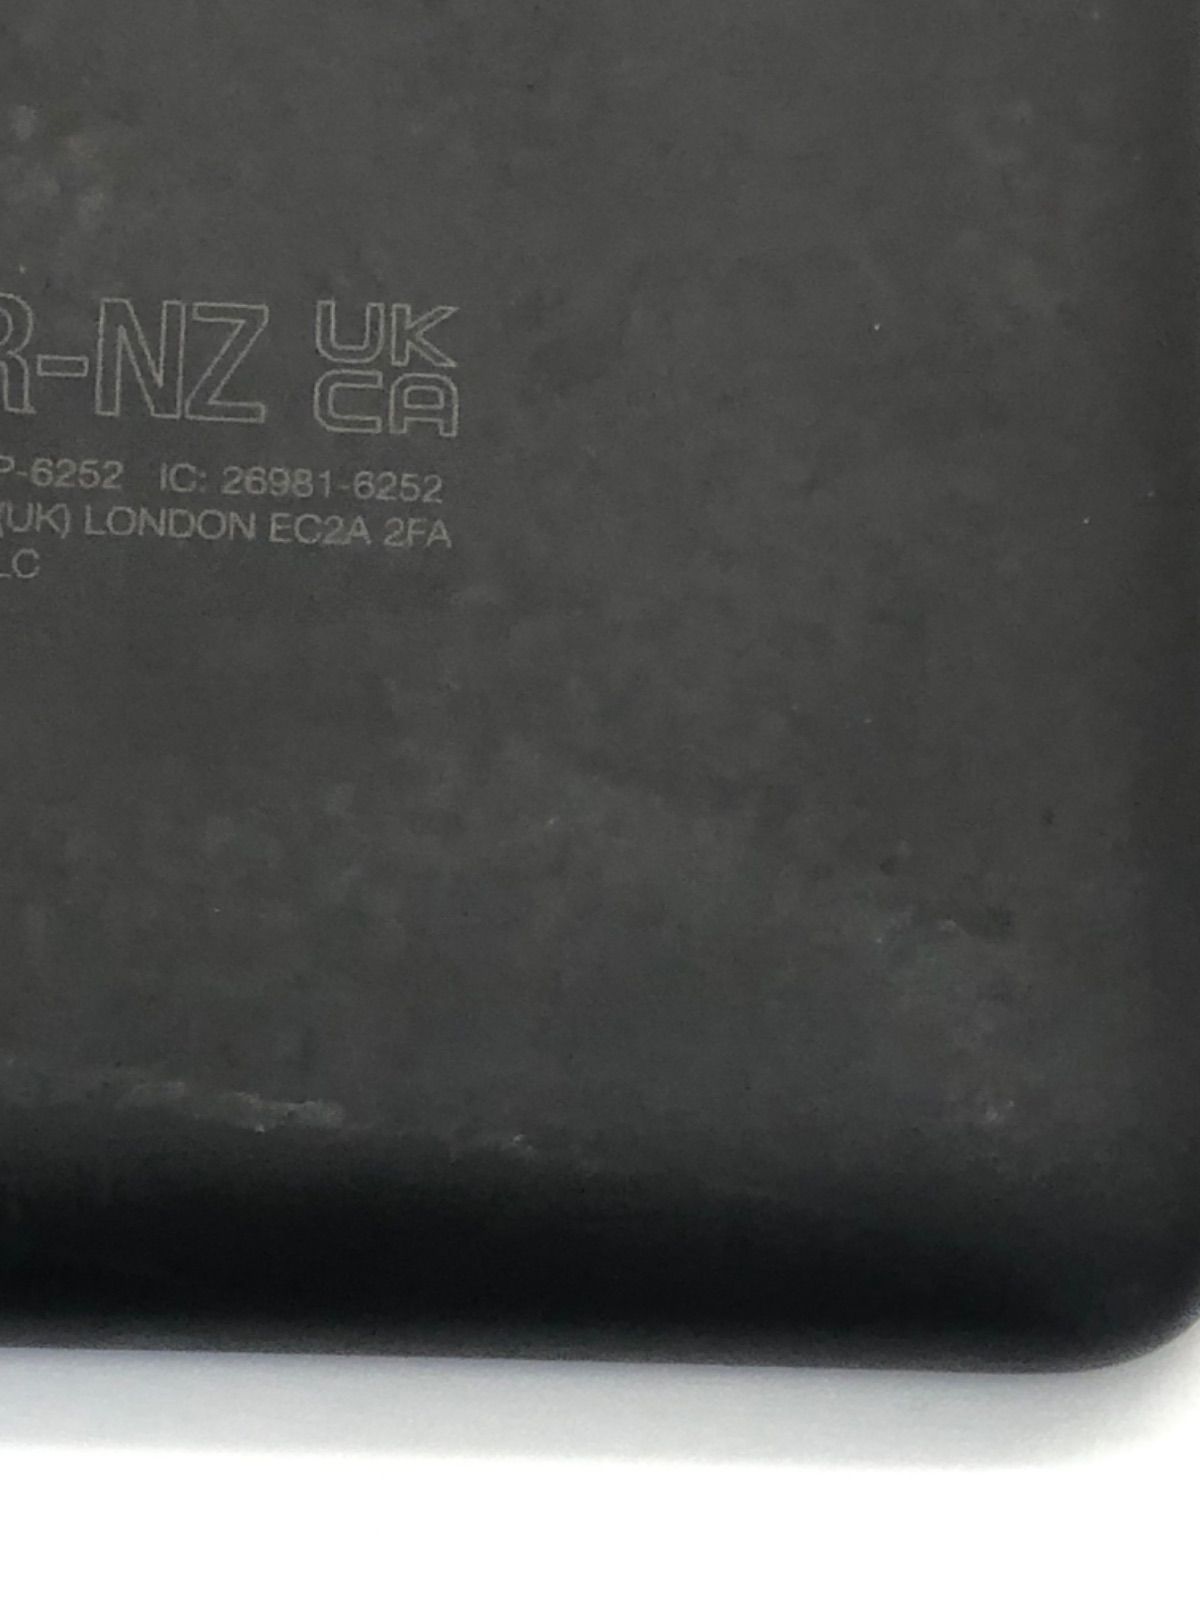 R-NZ UK
CA
P-6252 IC: 26981-6252
(UK) LONDON EC2A 2FA
LC